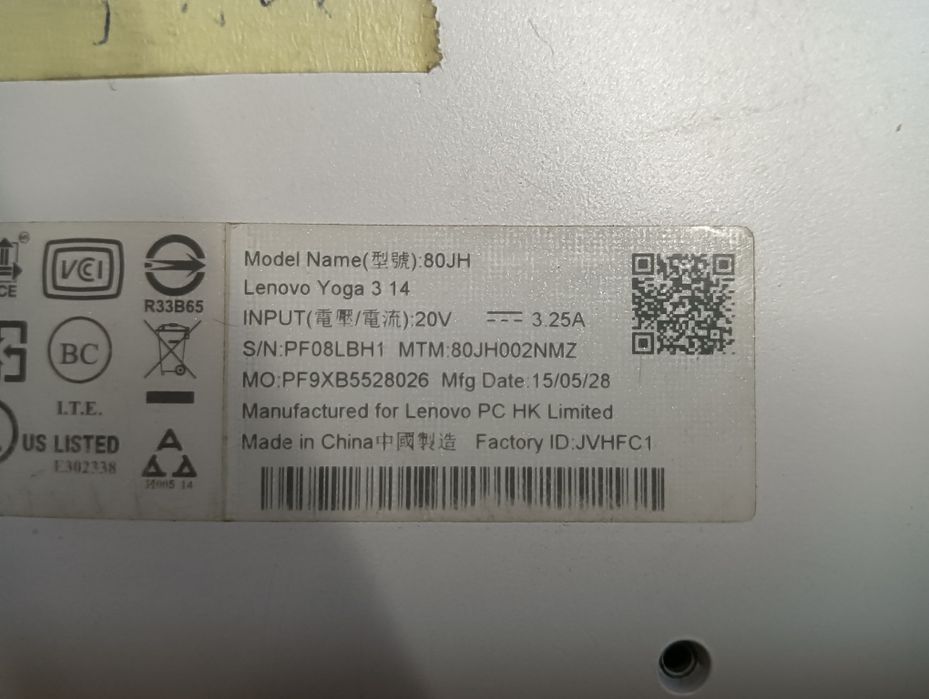 CE
VCCI
R33B65
BC
I.T.E.
US LISTED
E302338
Model Name(型號):80JH
Lenovo Yoga 3 14
INPUT(電壓/電流):20V ⎓ 3.25A
S/N:PF08LBH1 MTM:80JH002NMZ
MO:PF9XB5528026 Mfg Date:15/05/28
Manufactured for Lenovo PC HK Limited
Made in China中國製造 Factory ID:JVHFC1